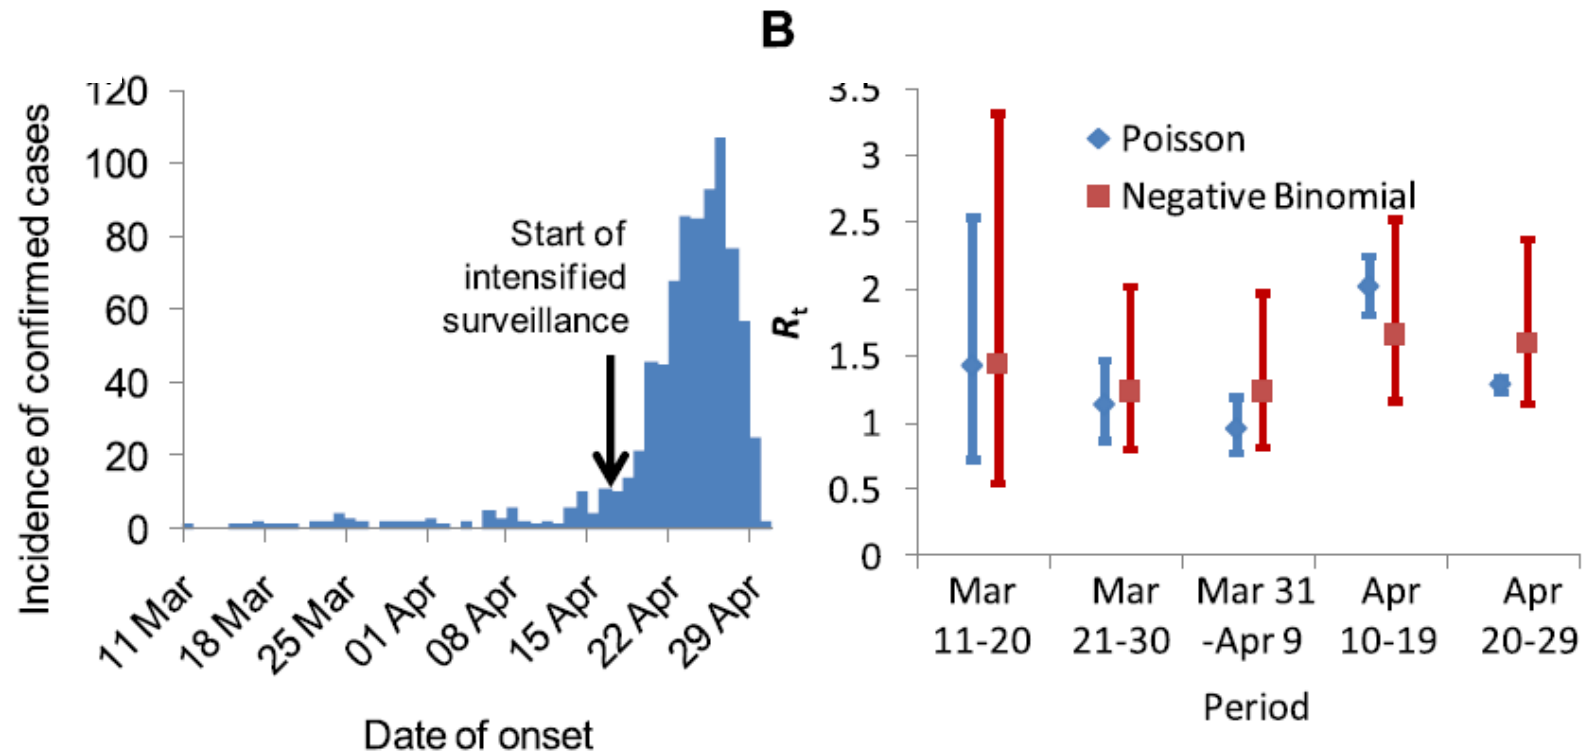 B
Incidence of confirmed cases
120
100
80
60
40
20
0
Start of
intensified
surveillance
11 Mar
18 Mar
25 Mar
01 Apr
08 Apr
15 Apr
22 Apr
29 Apr
Date of onset
Rt
3.5
3
2.5
2
1.5
1
0.5
0
Poisson
Negative Binomial
Mar
11-20
Mar
21-30
Mar 31
-Apr 9
Apr
10-19
Apr
20-29
Period